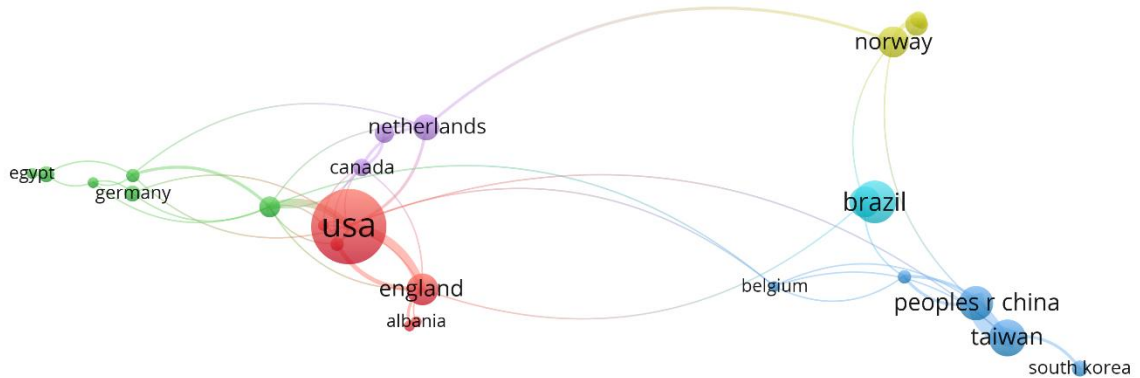 norway
netherlands
canada
egypt
germany
brazil
usa
belgium
england
peoples r china
albania
taiwan
south korea